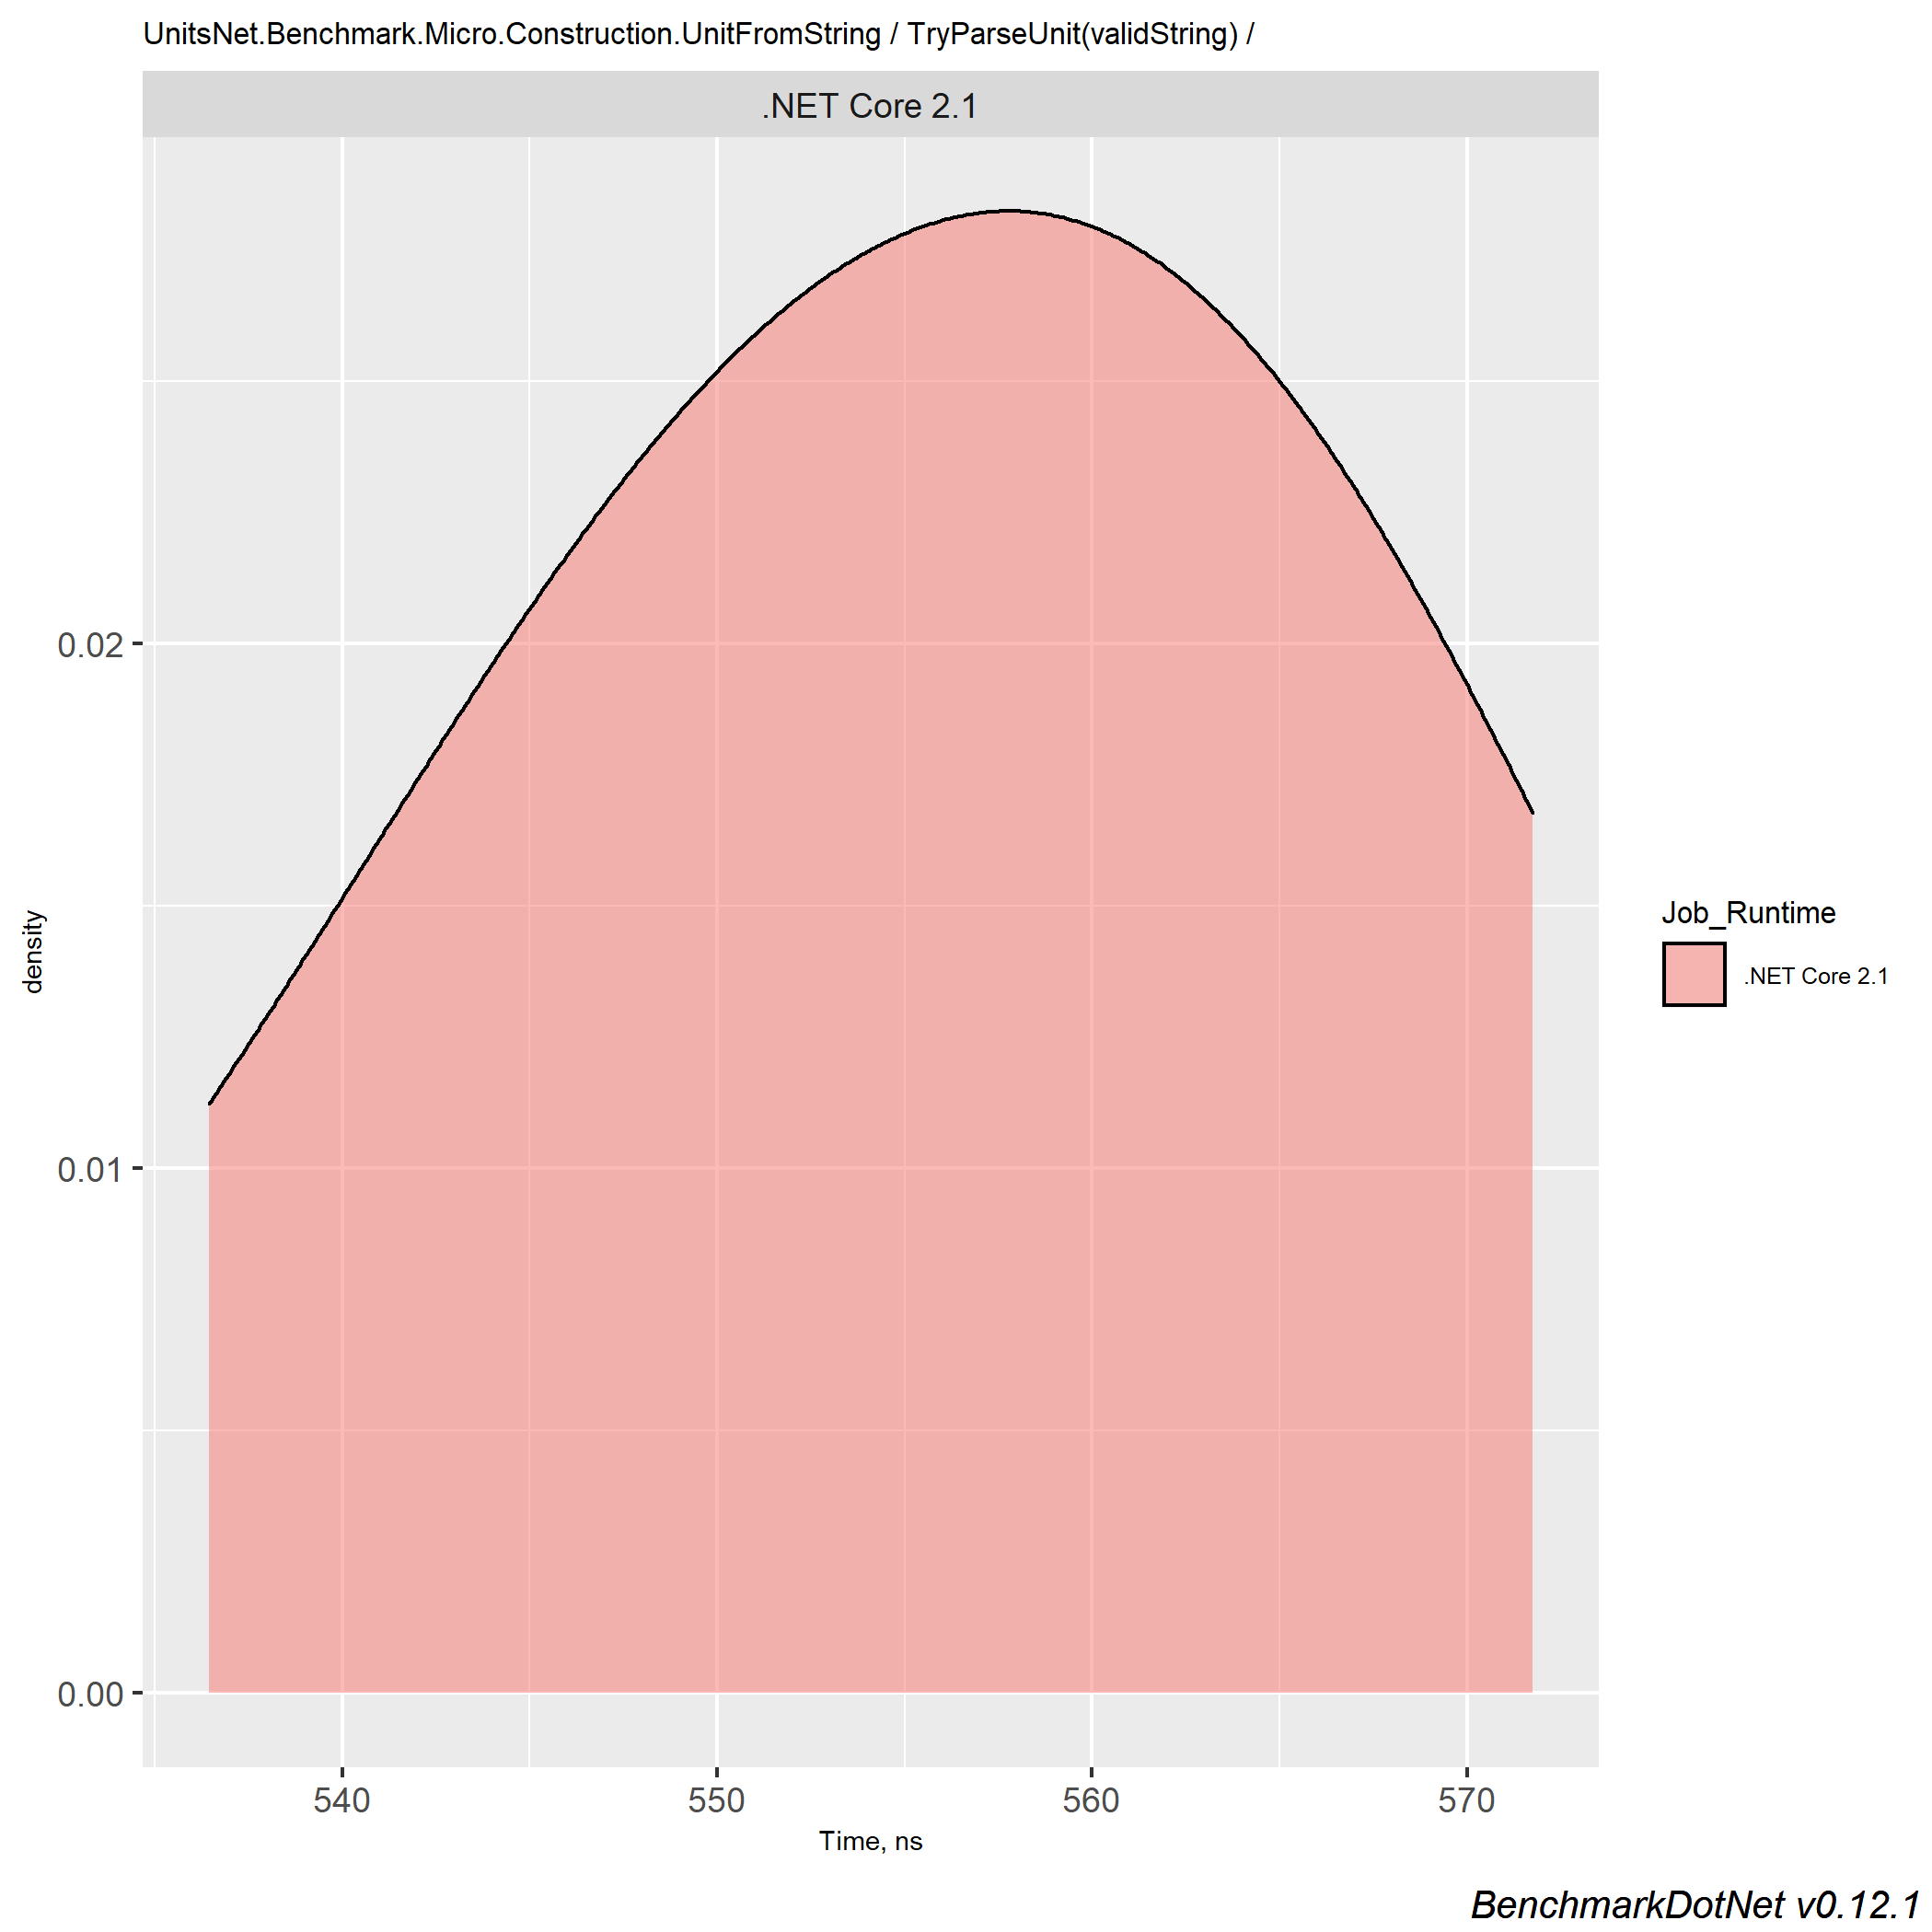 UnitsNet.Benchmark.Micro.Construction.UnitFromString / TryParseUnit(validString) /
.NET Core 2.1
density
0.02
0.01
0.00
540 550 560 570
Time, ns
Job_Runtime
.NET Core 2.1
BenchmarkDotNet v0.12.1